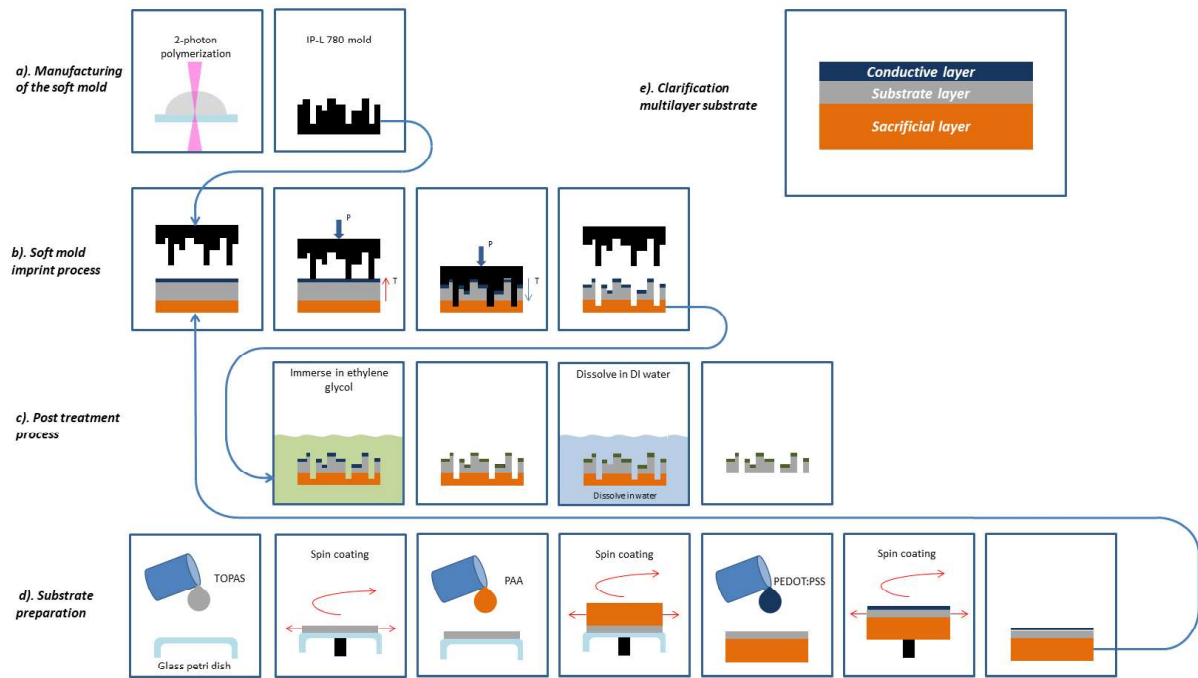 a). Manufacturing
of the soft mold
2-photon
polymerization
IP-L 780 mold
e). Clarification
multilayer substrate
Conductive layer
Substrate layer
Sacrificial layer
b). Soft mold
imprint process
P
T
P
T
c). Post treatment
process
Immerse in ethylene
glycol
Dissolve in DI water
Dissolve in water
d). Substrate
preparation
TOPAS
Glass petri dish
Spin coating
PAA
Spin coating
PEDOT:PSS
Spin coating